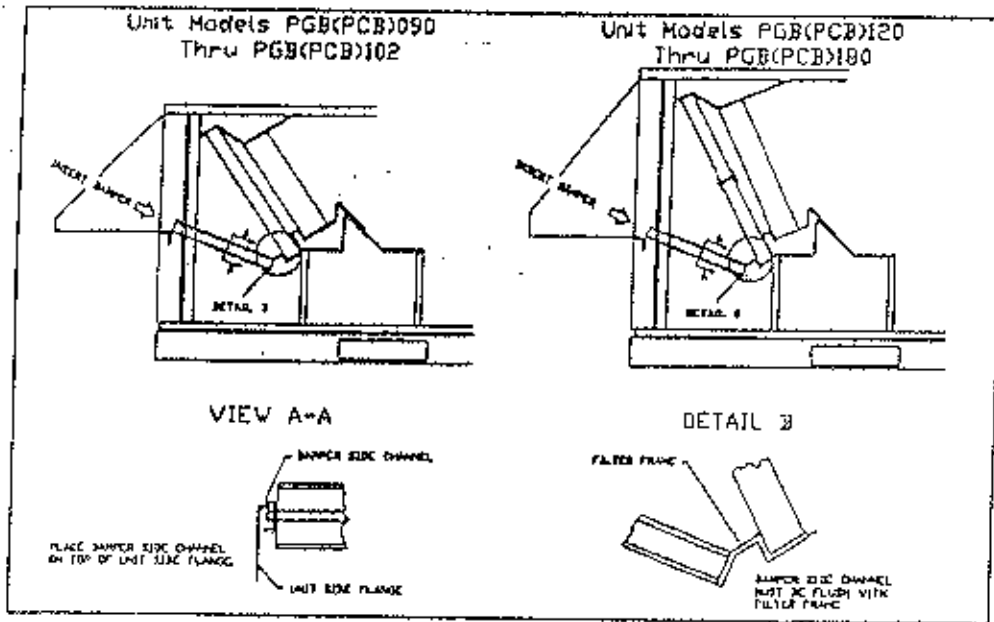 Unit Models PGB(PCB)090
Thru PGB(PCB)102
INSERT DAMPER
A
A
DETAIL B
Unit Models PGB(PCB)120
Thru PGB(PCB)180
INSERT DAMPER
A
A
DETAIL B
VIEW A-A
DAMPER SIDE CHANNEL
PLACE DAMPER SIDE CHANNEL
ON TOP OF UNIT SIDE FLANGE
UNIT SIDE FLANGE
DETAIL B
FILTER FRAME
DAMPER SIDE CHANNEL
MUST BE FLUSH WITH
FILTER FRAME